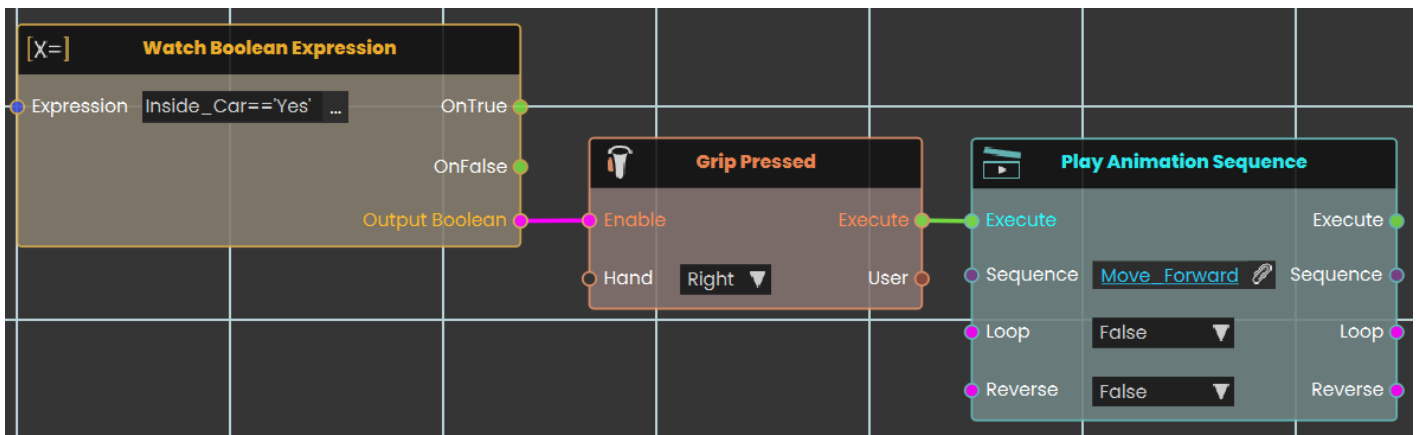 [X=] Watch Boolean Expression
Expression Inside_Car=='Yes' ... OnTrue
OnFalse
Output Boolean
Grip Pressed
Enable Execute
Hand Right User
Play Animation Sequence
Execute Execute
Sequence Move_Forward Sequence
Loop False Loop
Reverse False Reverse